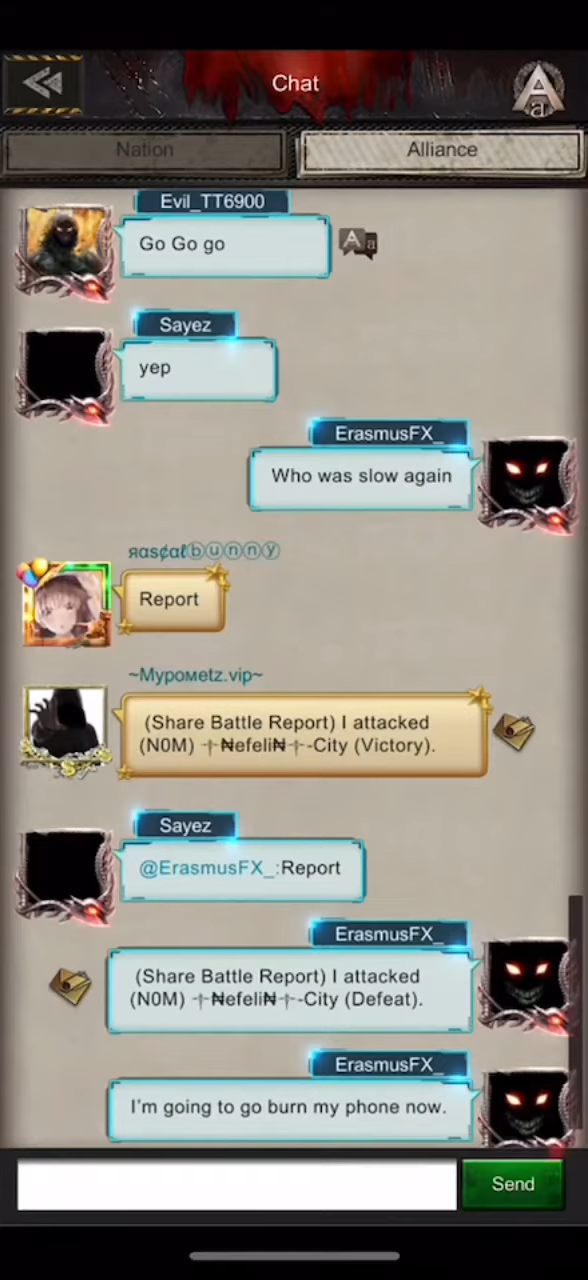 Chat
Nation
Alliance
Evil_TT6900
Go Go go
Sayez
yep
ErasmusFX_
Who was slow again
яαѕ¢αℓⓑⓤⓝⓝⓨ
Report
~Mypoмetz.vip~
(Share Battle Report) I attacked
(N0M) ⸸₦efeli₦⸸-City (Victory).
Sayez
@ErasmusFX_:Report
ErasmusFX_
(Share Battle Report) I attacked
(N0M) ⸸₦efeli₦⸸-City (Defeat).
ErasmusFX_
I'm going to go burn my phone now.
Send